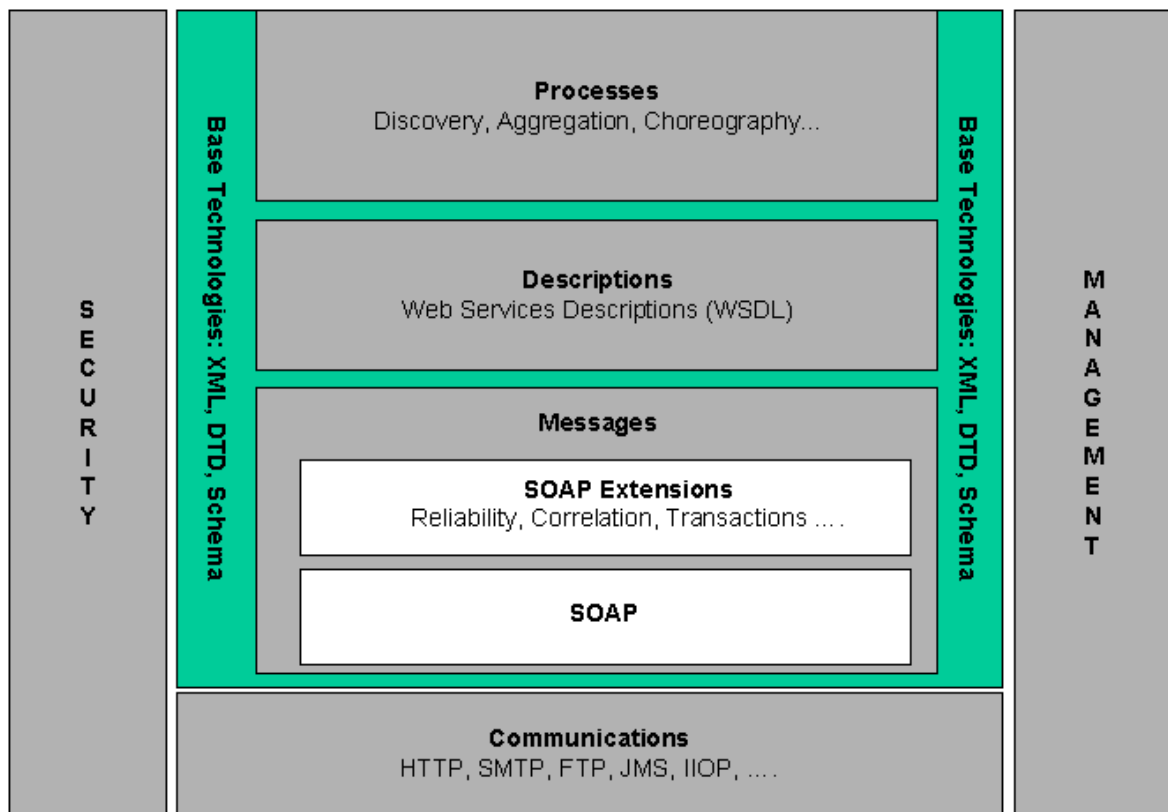 SECURITY
Base Technologies: XML, DTD, Schema
Processes
Discovery, Aggregation, Choreography...
Descriptions
Web Services Descriptions (WSDL)
Messages
SOAP Extensions
Reliability, Correlation, Transactions ....
SOAP
Base Technologies: XML, DTD, Schema
MANAGEMENT
Communications
HTTP, SMTP, FTP, JMS, IIOP, ....